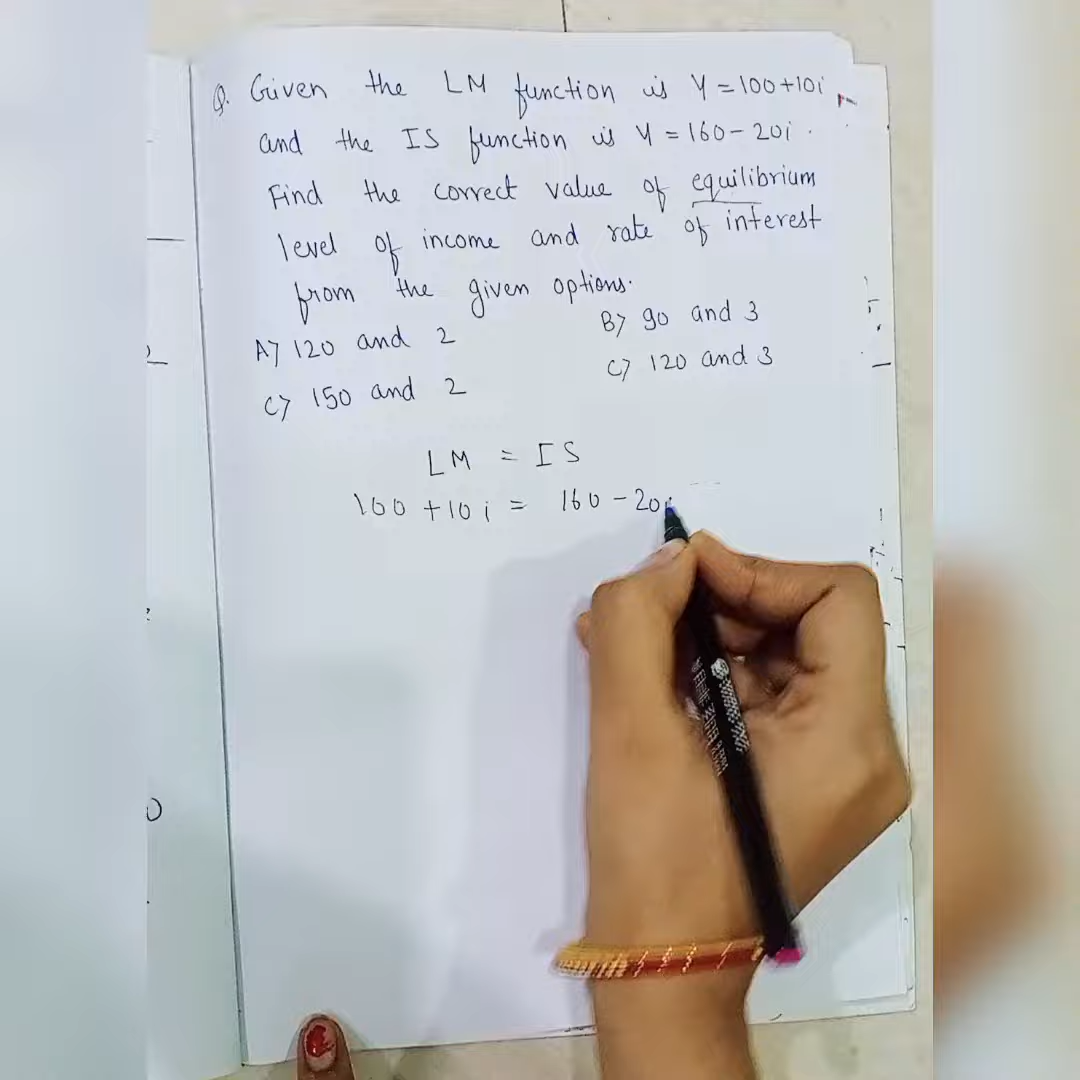 Q. Given the LM function is Y = 100 + 10i
and the IS function is Y = 160 - 20i.
Find the correct value of equilibrium
level of income and rate of interest
from the given options.
A) 120 and 2 B) 90 and 3
C) 150 and 2 C) 120 and 3
LM = IS
100 + 10i = 160 - 20i